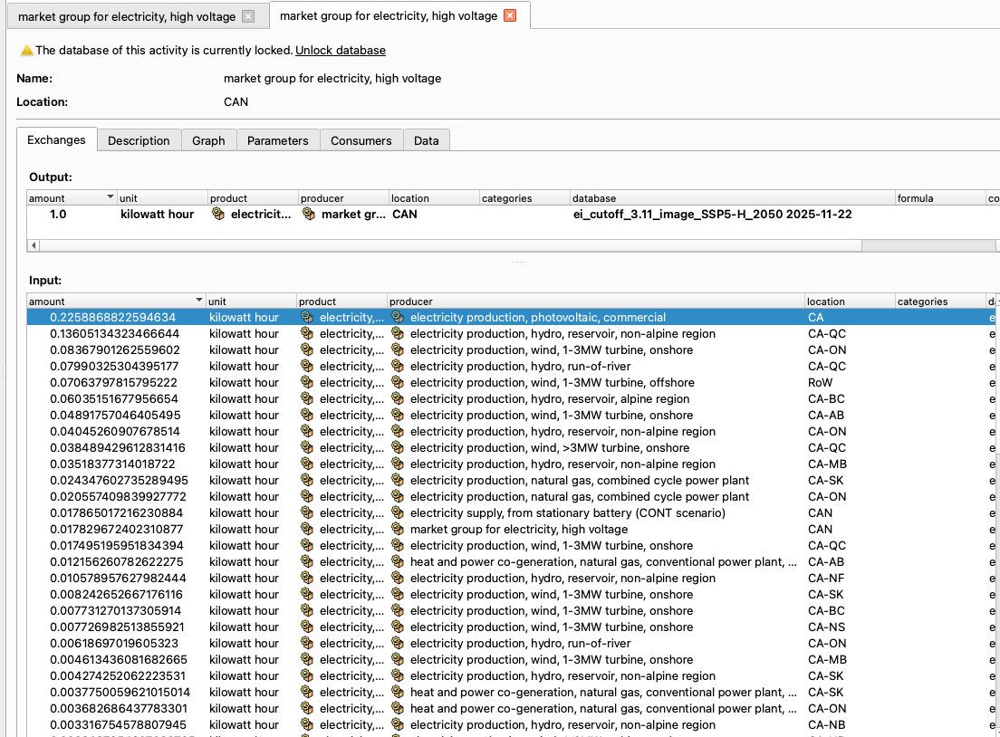 market group for electricity, high voltage market group for electricity, high voltage
The database of this activity is currently locked. Unlock database
Name: market group for electricity, high voltage
Location: CAN
Exchanges Description Graph Parameters Consumers Data
Output:
amount unit product producer location categories database formula co
1.0 kilowatt hour electricit... market gr... CAN ei_cutoff_3.11_image_SSP5-H_2050 2025-11-22
Input:
amount unit product producer location categories d
0.2258868822594634 kilowatt hour electricity,... electricity production, photovoltaic, commercial CA e
0.13605134323466644 kilowatt hour electricity,... electricity production, hydro, reservoir, non-alpine region CA-QC e
0.08367901262559602 kilowatt hour electricity,... electricity production, wind, 1-3MW turbine, onshore CA-ON e
0.07990325304395177 kilowatt hour electricity,... electricity production, hydro, run-of-river CA-QC e
0.07063797815795222 kilowatt hour electricity,... electricity production, wind, 1-3MW turbine, offshore RoW e
0.06035151677956654 kilowatt hour electricity,... electricity production, hydro, reservoir, alpine region CA-BC e
0.04891757046405495 kilowatt hour electricity,... electricity production, wind, 1-3MW turbine, onshore CA-AB e
0.04045260907678514 kilowatt hour electricity,... electricity production, hydro, reservoir, non-alpine region CA-ON e
0.038489429612831416 kilowatt hour electricity,... electricity production, wind, >3MW turbine, onshore CA-QC e
0.03518377314018722 kilowatt hour electricity,... electricity production, hydro, reservoir, non-alpine region CA-MB e
0.024347602735289495 kilowatt hour electricity,... electricity production, natural gas, combined cycle power plant CA-SK e
0.020557409839927772 kilowatt hour electricity,... electricity production, natural gas, combined cycle power plant CA-ON e
0.017865017216230884 kilowatt hour electricity,... electricity supply, from stationary battery (CONT scenario) CAN e
0.017829672402310877 kilowatt hour electricity,... market group for electricity, high voltage CAN e
0.017495195951834394 kilowatt hour electricity,... electricity production, wind, 1-3MW turbine, onshore CA-QC e
0.012156260782622275 kilowatt hour electricity,... heat and power co-generation, natural gas, conventional power plant, ... CA-AB e
0.010578957627982444 kilowatt hour electricity,... electricity production, hydro, reservoir, non-alpine region CA-NF e
0.008242652667176116 kilowatt hour electricity,... electricity production, wind, 1-3MW turbine, onshore CA-SK e
0.007731270137305914 kilowatt hour electricity,... electricity production, wind, 1-3MW turbine, onshore CA-BC e
0.007726982513855921 kilowatt hour electricity,... electricity production, wind, 1-3MW turbine, onshore CA-NS e
0.00618697019605323 kilowatt hour electricity,... electricity production, hydro, run-of-river CA-ON e
0.004613436081682665 kilowatt hour electricity,... electricity production, wind, 1-3MW turbine, onshore CA-MB e
0.004274252062223531 kilowatt hour electricity,... electricity production, hydro, reservoir, non-alpine region CA-SK e
0.0037750059621015014 kilowatt hour electricity,... heat and power co-generation, natural gas, conventional power plant, ... CA-SK e
0.003682686437783301 kilowatt hour electricity,... heat and power co-generation, natural gas, conventional power plant, ... CA-ON e
0.003316754578807945 kilowatt hour electricity,... electricity production, hydro, reservoir, non-alpine region CA-NB e